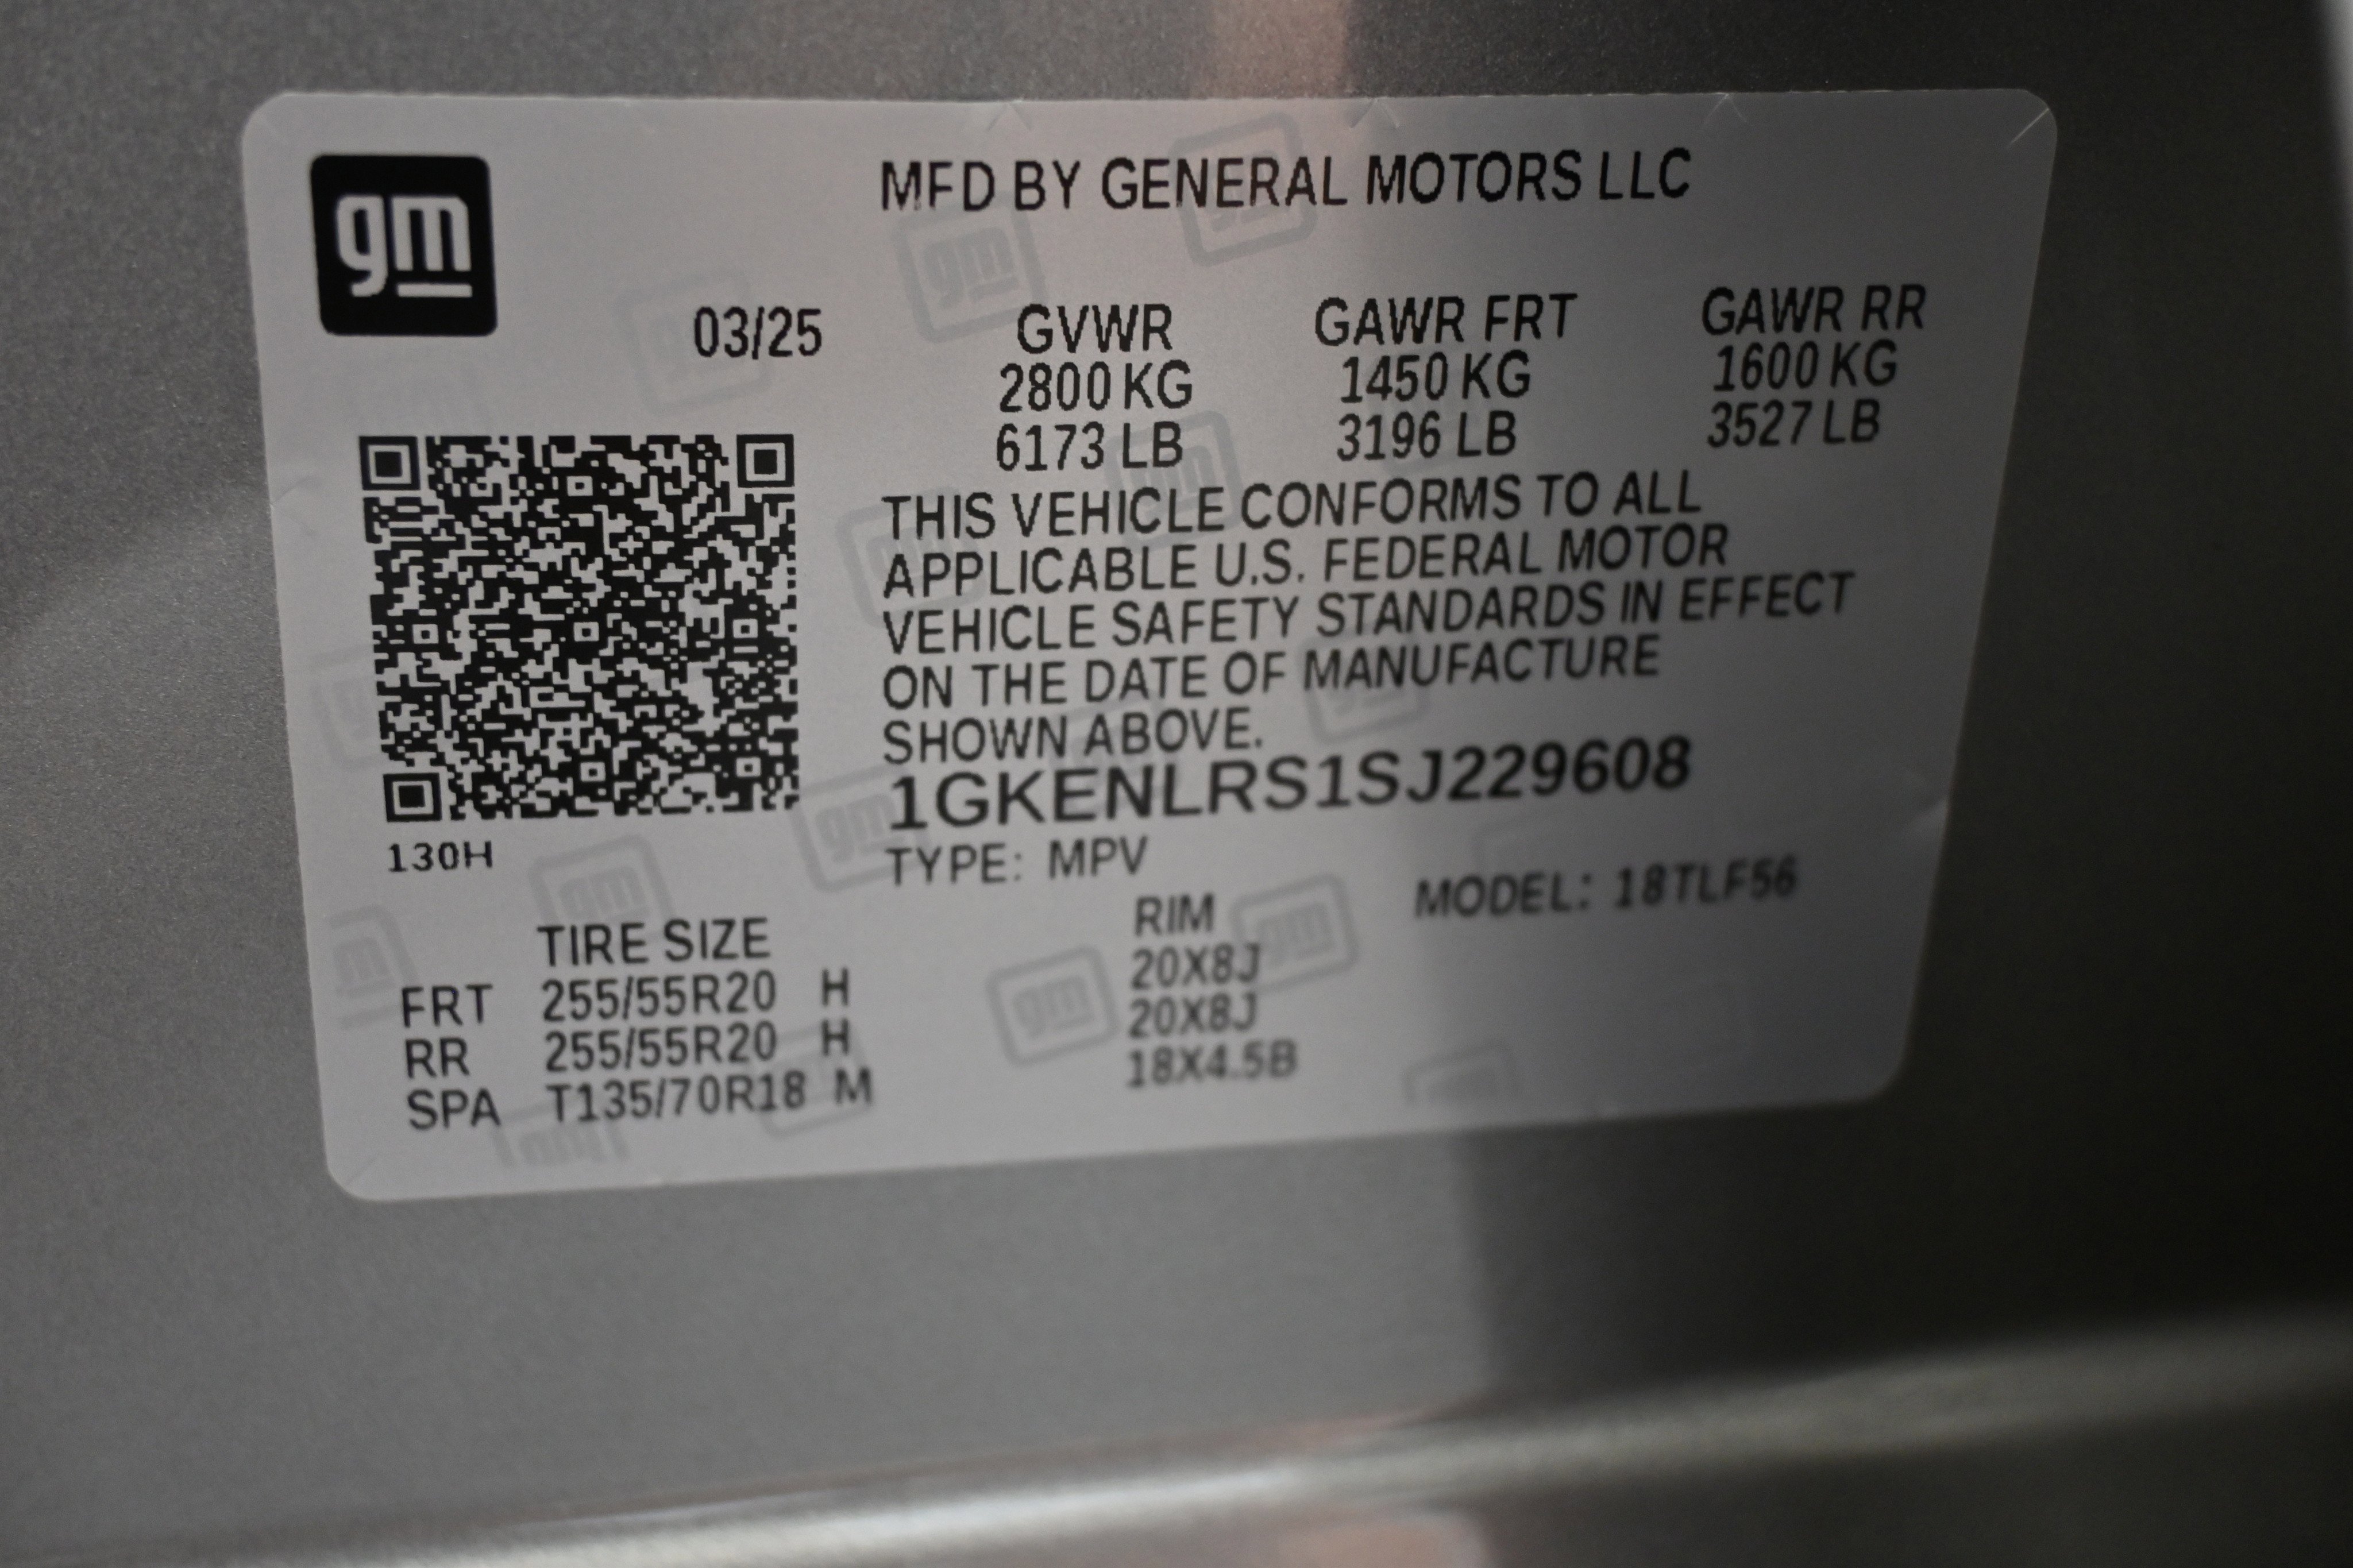 gm
MFD BY GENERAL MOTORS LLC
03/25
GVWR GAWR FRT GAWR RR
2800 KG 1450 KG 1600 KG
6173 LB 3196 LB 3527 LB
THIS VEHICLE CONFORMS TO ALL
APPLICABLE U.S. FEDERAL MOTOR
VEHICLE SAFETY STANDARDS IN EFFECT
ON THE DATE OF MANUFACTURE
SHOWN ABOVE.
1GKENLRS1SJ229608
130H
TYPE: MPV MODEL: 18TLF56
TIRE SIZE RIM
FRT 255/55R20 H 20X8J
RR 255/55R20 H 20X8J
SPA T135/70R18 M 18X4.5B